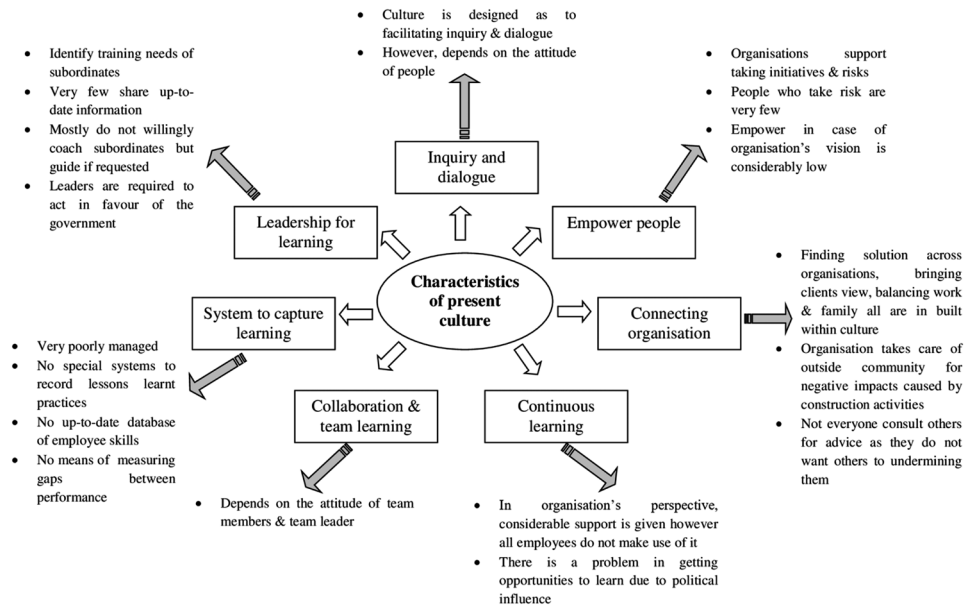 • Culture is designed as to
facilitating inquiry & dialogue
• However, depends on the attitude
of people
• Identify training needs of
subordinates
• Very few share up-to-
date information
• Mostly do not willingly
coach subordinates but
guide if requested
• Leaders are required to
act in favour of the
government
• Organisations support
taking initiatives & risks
• People who take risk are
very few
• Empower in case of
organisation's vision is
considerably low
Inquiry and
dialogue
Leadership for
learning
Empower people
Characteristics
of present
culture
System to capture
learning
Connecting
organisation
• Finding solution across
organisations, bringing
clients view, balancing work
& family all are in built
within culture
• Organisation takes care of
outside community for
negative impacts caused by
construction activities
• Not everyone consult others
for advice as they do not
want others to undermining
them
• Very poorly managed
• No special systems to
record lessons learnt
practices
• No up-to-date database
of employee skills
• No means of measuring
gaps between
performance
Collaboration &
team learning
Continuous
learning
• Depends on the attitude of team
members & team leader
• In organisation's perspective,
considerable support is given however
all employees do not make use of it
• There is a problem in getting
opportunities to learn due to political
influence